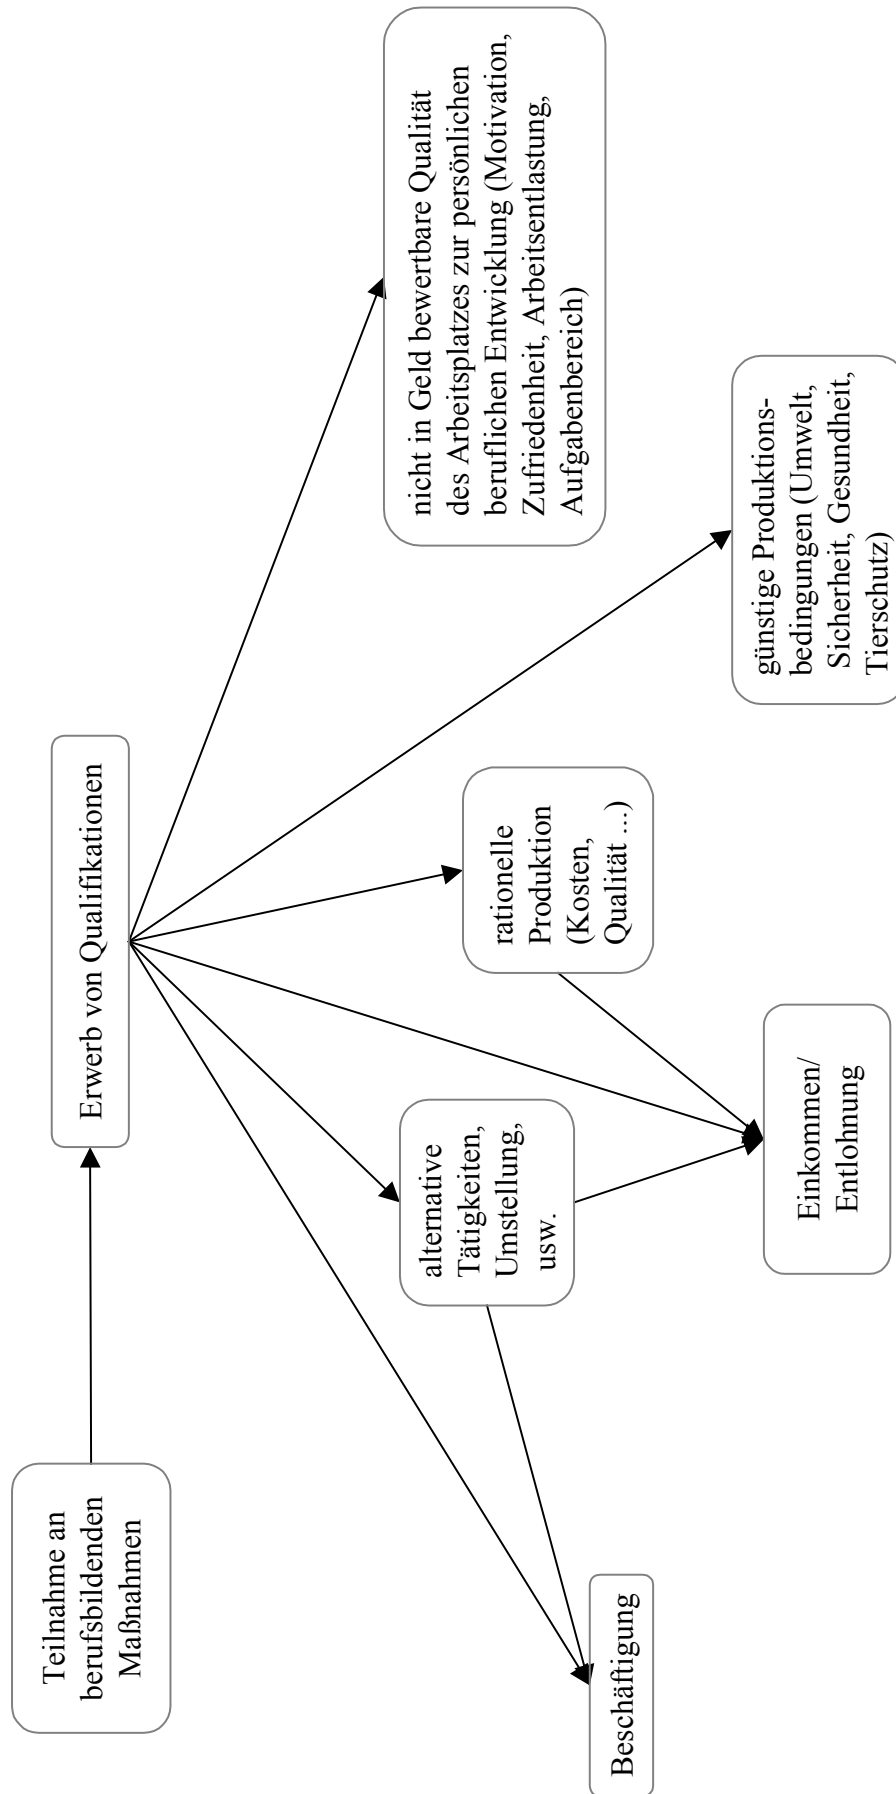 Teilnahme an
berufsbildenden
Maßnahmen
Erwerb von Qualifikationen
Beschäftigung
alternative
Tätigkeiten,
Umstellung,
usw.
rationelle
Produktion
(Kosten,
Qualität ...)
Einkommen/
Entlohnung
günstige Produktions-
bedingungen (Umwelt,
Sicherheit, Gesundheit,
Tierschutz)
nicht in Geld bewertbare Qualität
des Arbeitsplatzes zur persönlichen
beruflichen Entwicklung (Motivation,
Zufriedenheit, Arbeitsentlastung,
Aufgabenbereich)